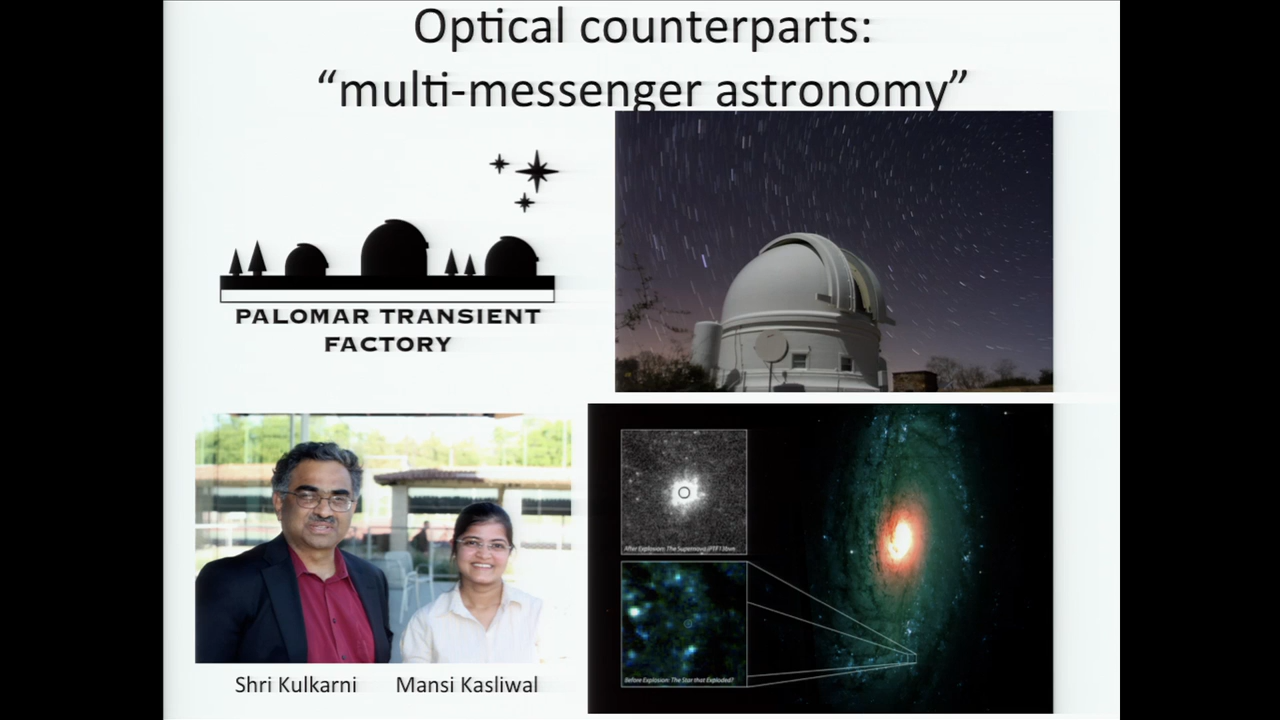 Optical counterparts:
“multi-messenger astronomy”
PALOMAR TRANSIENT
FACTORY
After Explosion: The Supernova iPTF13bvn
Before Explosion: The Star that Exploded?
Shri Kulkarni
Mansi Kasliwal